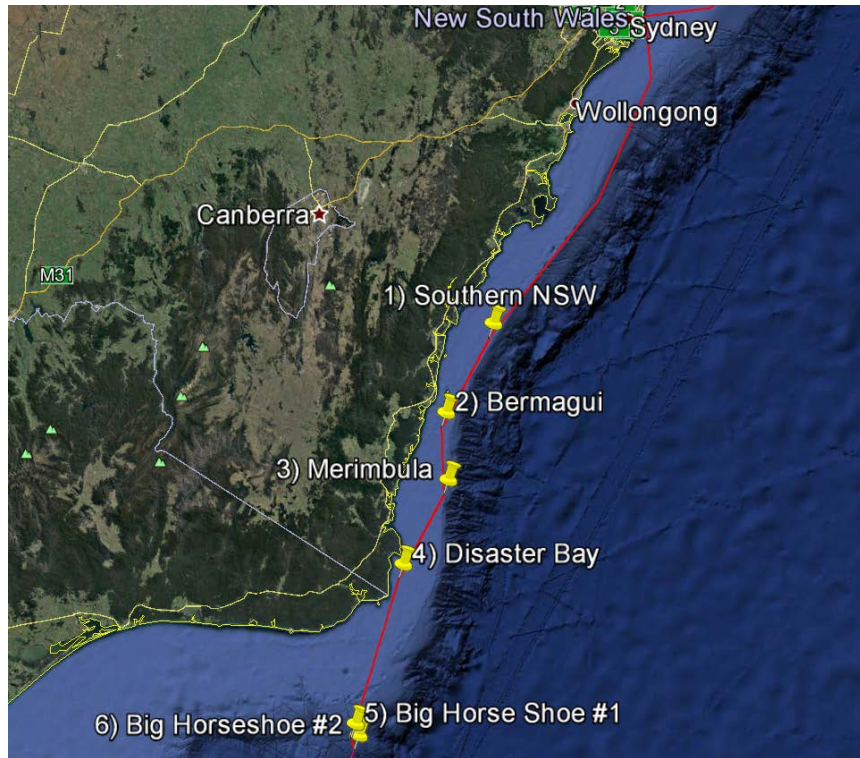 New South Wales
Sydney
Wollongong
Canberra
M31
1) Southern NSW
2) Bermagui
3) Merimbula
4) Disaster Bay
5) Big Horse Shoe #1
6) Big Horseshoe #2